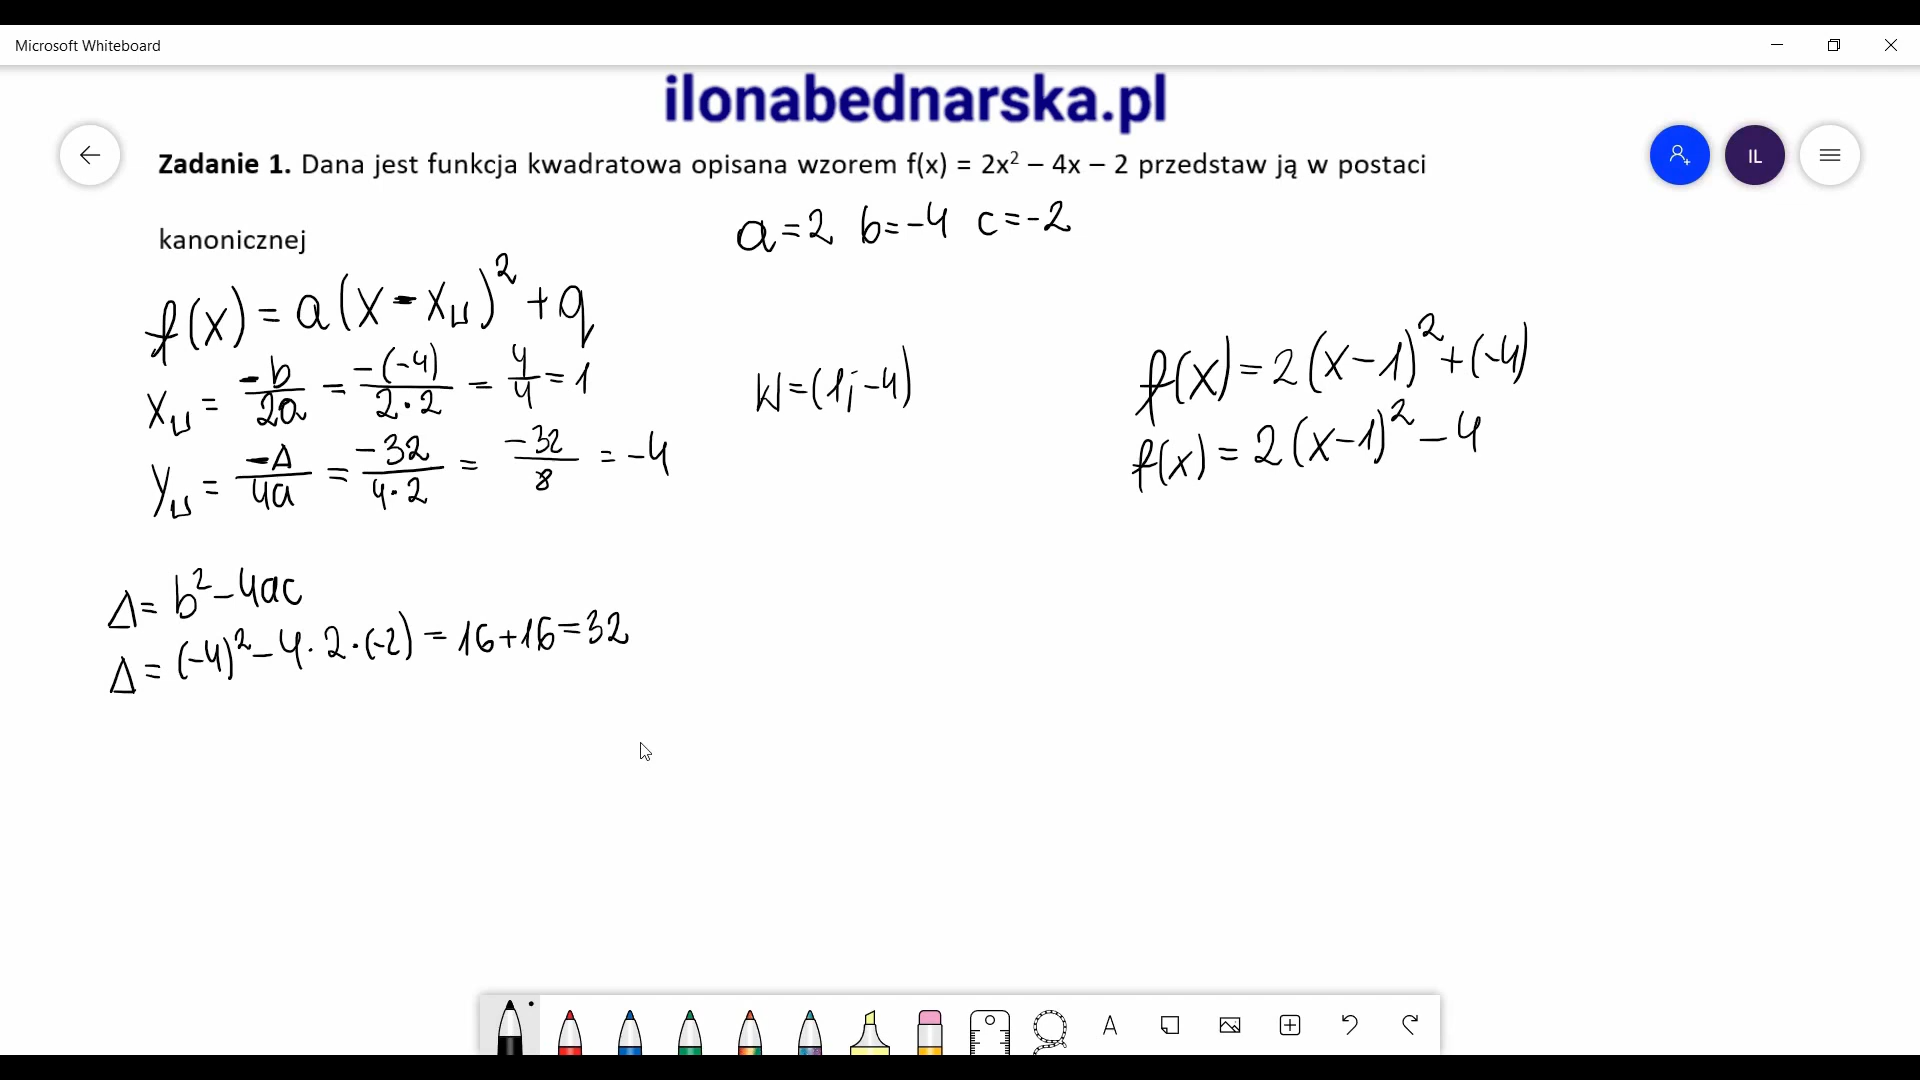 Microsoft Whiteboard
ilonabednarska.pl
Zadanie 1. Dana jest funkcja kwadratowa opisana wzorem f(x) = 2x² – 4x – 2 przedstaw ją w postaci
kanonicznej
a=2 b=-4 c=-2
f(x) = a(x-x_w)²+q
x_w = -b/2a = -(-4)/2·2 = 4/4 = 1
y_w = -Δ/4a = -32/4·2 = -32/8 = -4
W=(1;-4)
f(x)=2(x-1)²+(-4)
f(x)=2(x-1)²-4
Δ= b²-4ac
Δ= (-4)²-4·2·(-2) = 16+16=32
IL
A